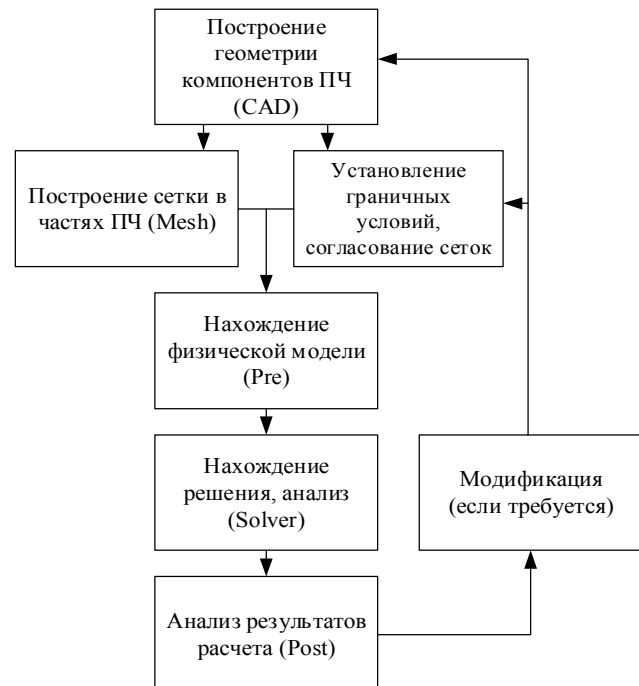 Построение
геометрии
компонентов ПЧ
(CAD)
Построение сетки в
частях ПЧ (Mesh)
Установление
граничных
условий,
согласование сеток
Нахождение
физической модели
(Pre)
Нахождение
решения, анализ
(Solver)
Модификация
(если требуется)
Анализ результатов
расчета (Post)